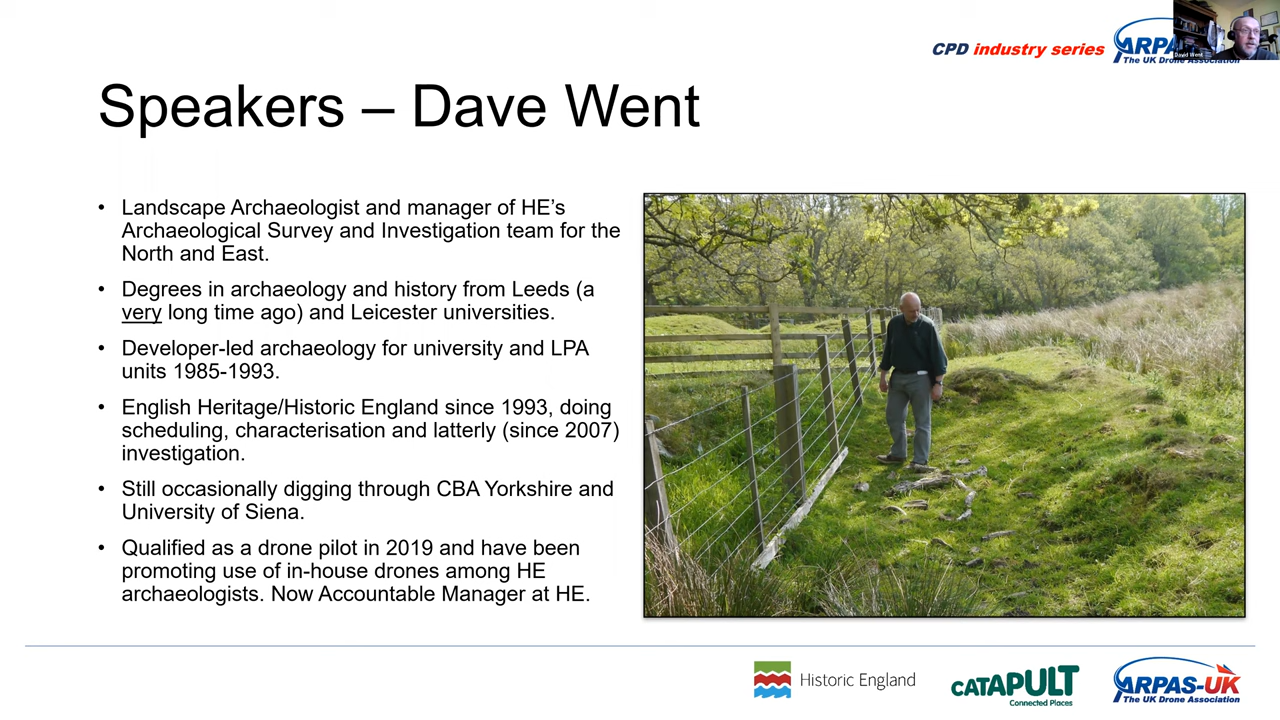 CPD industry series
ARPA
The UK Drone Association
David Went
Speakers – Dave Went
• Landscape Archaeologist and manager of HE’s
Archaeological Survey and Investigation team for the
North and East.
• Degrees in archaeology and history from Leeds (a
very long time ago) and Leicester universities.
• Developer-led archaeology for university and LPA
units 1985-1993.
• English Heritage/Historic England since 1993, doing
scheduling, characterisation and latterly (since 2007)
investigation.
• Still occasionally digging through CBA Yorkshire and
University of Siena.
• Qualified as a drone pilot in 2019 and have been
promoting use of in-house drones among HE
archaeologists. Now Accountable Manager at HE.
Historic England
CATAPULT
Connected Places
ARPAS-UK
The UK Drone Association